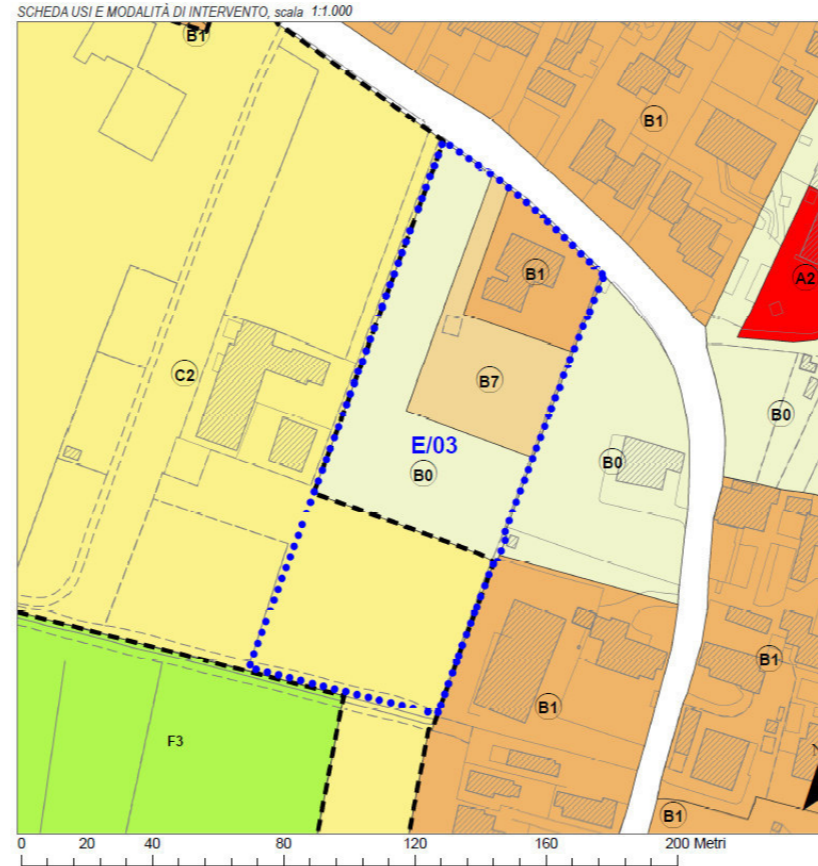 SCHEDA USI E MODALITÀ DI INTERVENTO, scala 1:1.000
B1
B1
A2
B1
C2
B7
B0
E/03
B0
B0
B1
B1
F3
N
B1
0 20 40 80 120 160 200 Metri